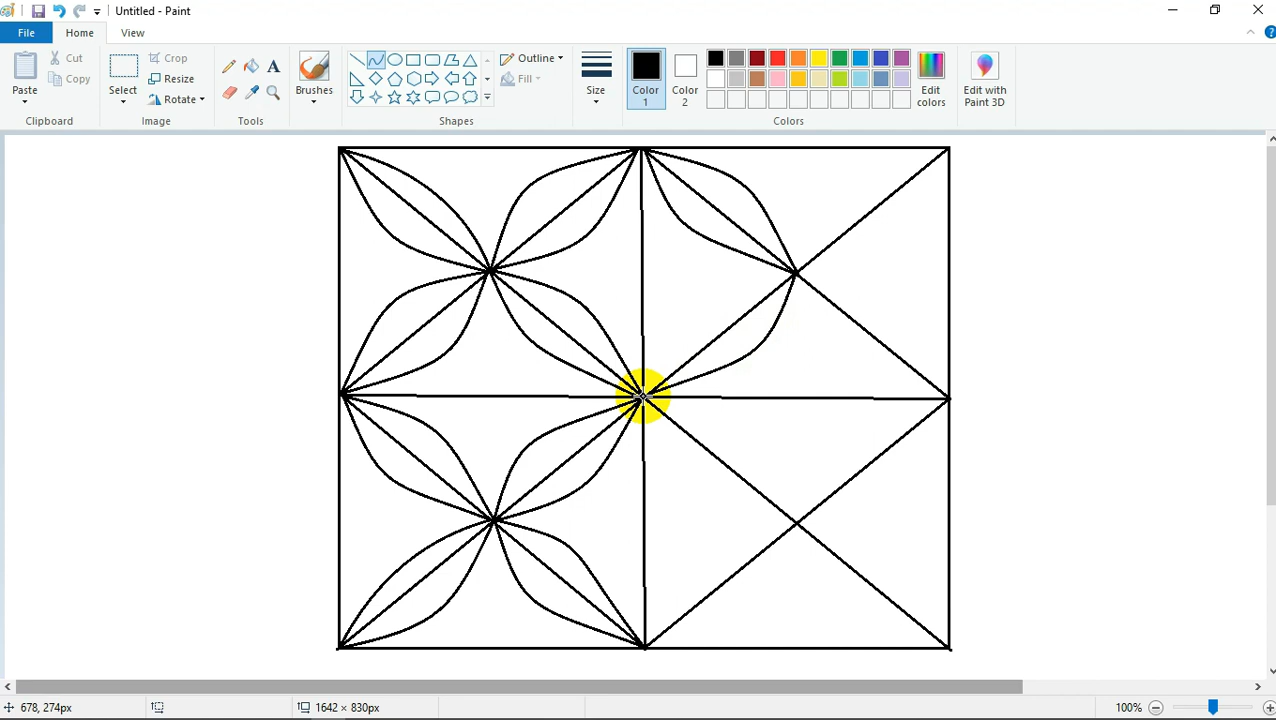 Untitled - Paint
File
Home
View
Paste
Cut
Copy
Clipboard
Select
Crop
Resize
Rotate
Image
A
Tools
Brushes
Shapes
Outline
Fill
Size
Color 1
Color 2
Colors
Edit colors
Edit with Paint 3D
678, 274px
1642 × 830px
100%